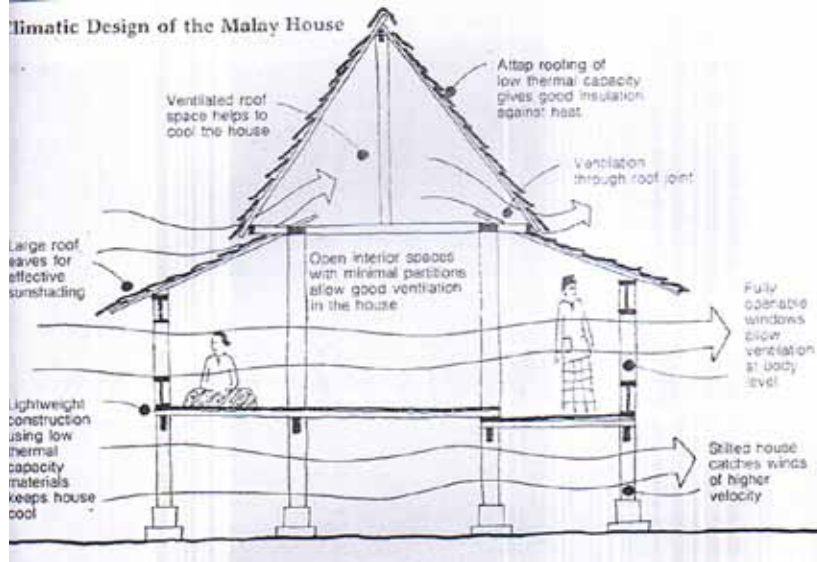 Climatic Design of the Malay House
Attap roofing of
low thermal capacity
gives good insulation
against heat.
Ventilated roof
space helps to
cool the house
Ventilation
through roof joint
Large roof
eaves for
effective
sunshading
Open interior spaces
with minimal partitions
allow good ventilation
in the house
Fully
openable
windows
allow
ventilation
at body
level.
Lightweight
construction
using low
thermal
capacity
materials
keeps house
cool
Stilted house
catches winds
of higher
velocity